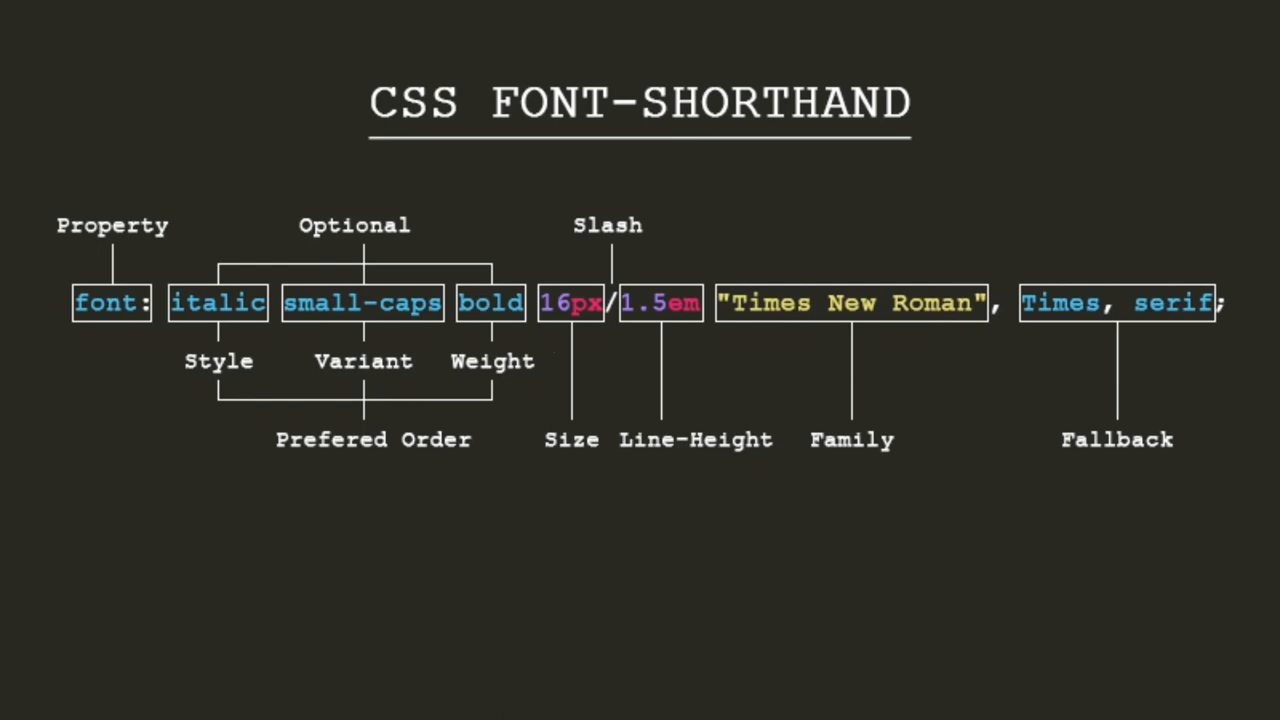 CSS FONT-SHORTHAND
Property Optional Slash
font: italic small-caps bold 16px/1.5em "Times New Roman", Times, serif;
Style Variant Weight
Prefered Order Size Line-Height Family Fallback